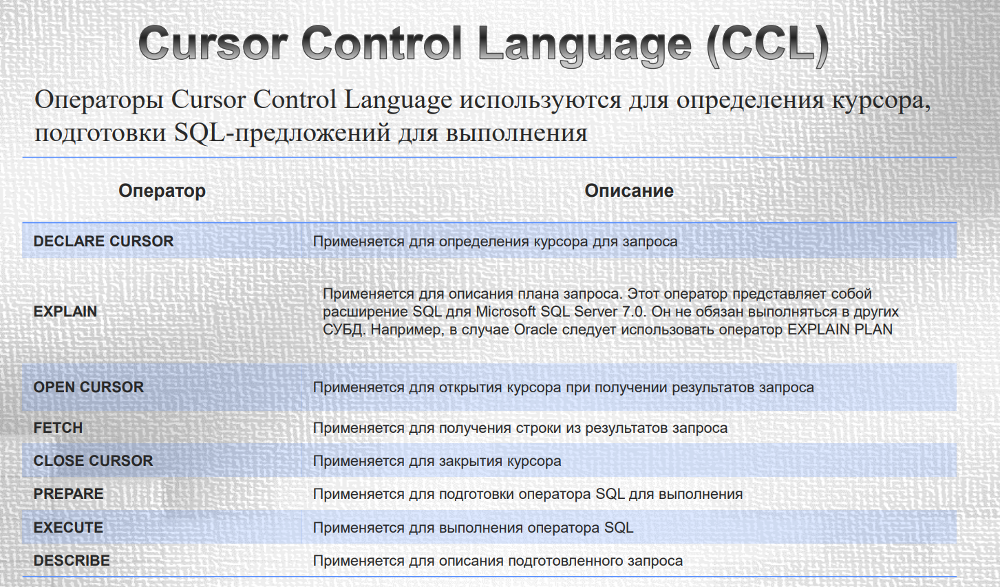 Cursor Control Language (CCL)
Операторы Cursor Control Language используются для определения курсора,
подготовки SQL-предложений для выполнения
Оператор Описание
DECLARE CURSOR Применяется для определения курсора для запроса
EXPLAIN Применяется для описания плана запроса. Этот оператор представляет собой
расширение SQL для Microsoft SQL Server 7.0. Он не обязан выполняться в других
СУБД. Например, в случае Oracle следует использовать оператор EXPLAIN PLAN
OPEN CURSOR Применяется для открытия курсора при получении результатов запроса
FETCH Применяется для получения строки из результатов запроса
CLOSE CURSOR Применяется для закрытия курсора
PREPARE Применяется для подготовки оператора SQL для выполнения
EXECUTE Применяется для выполнения оператора SQL
DESCRIBE Применяется для описания подготовленного запроса